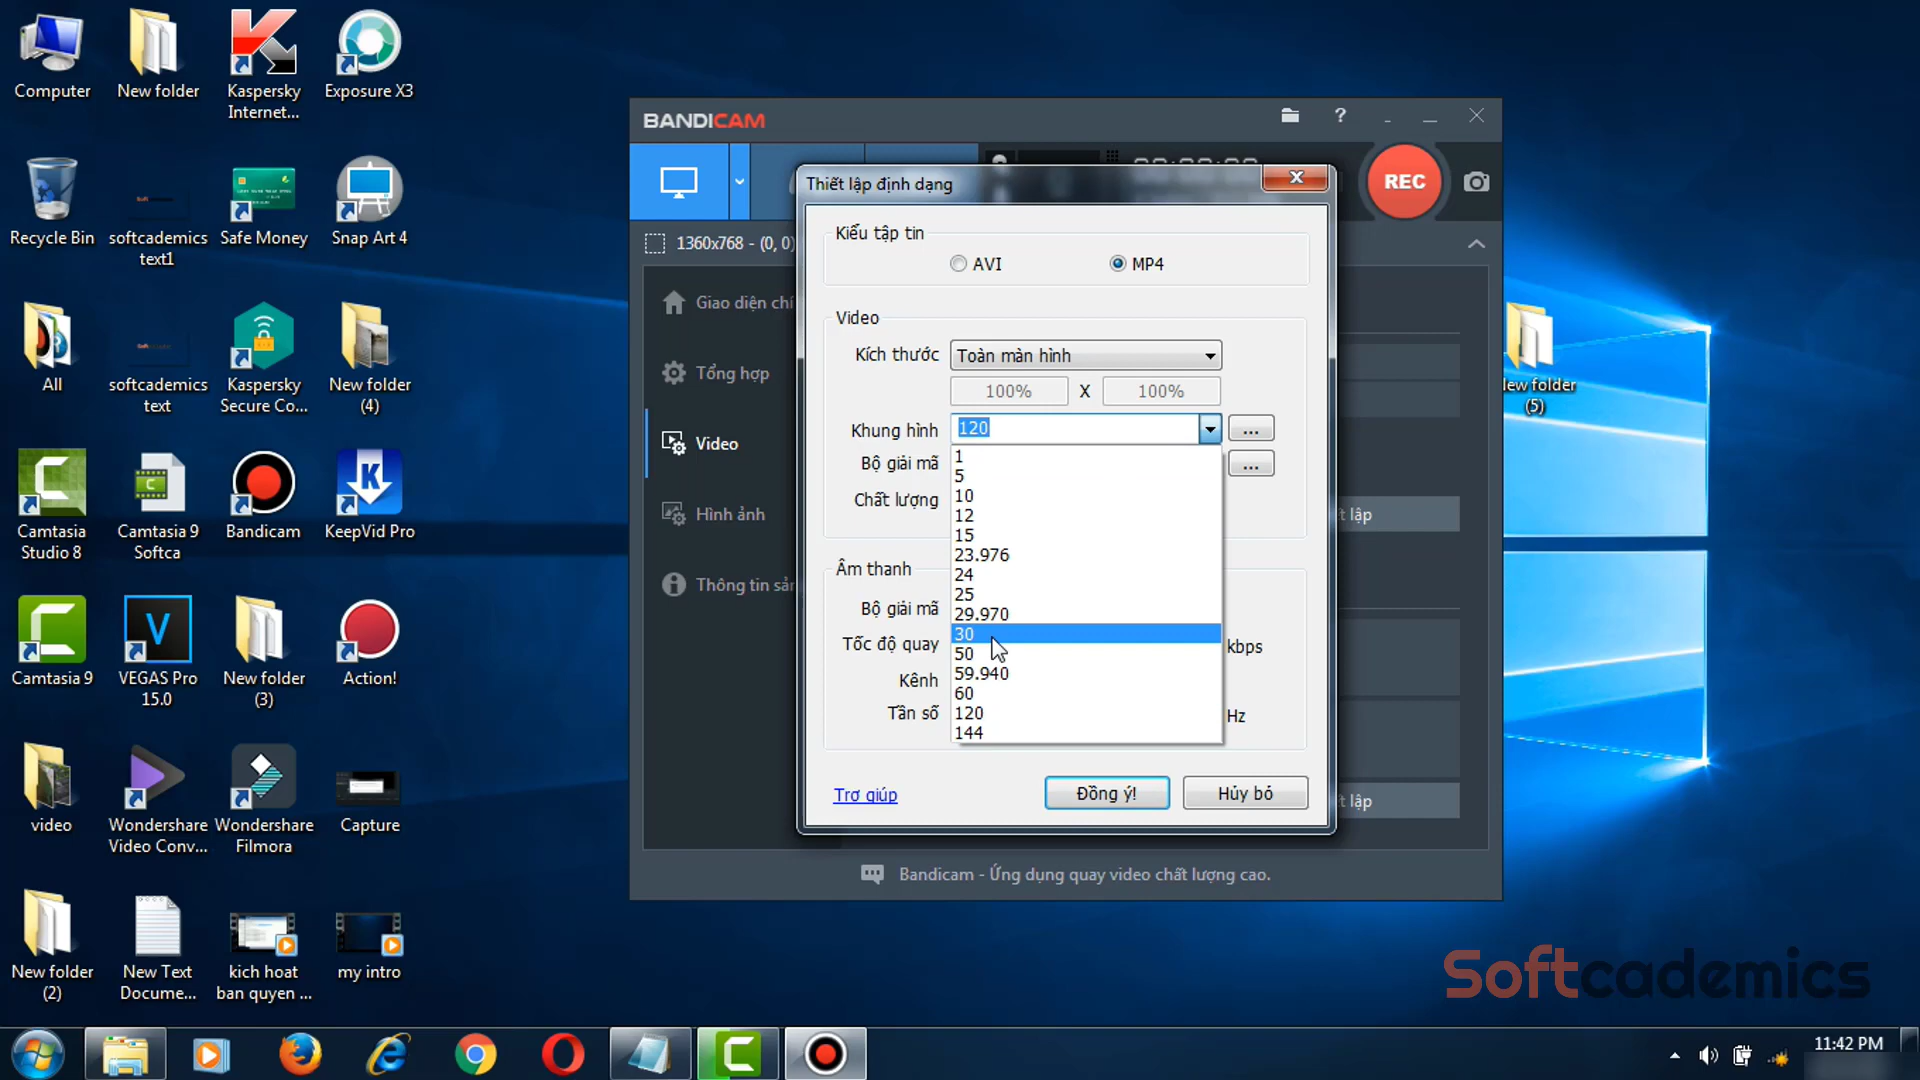 Computer
New folder
Kaspersky
Internet...
Exposure X3
Recycle Bin
softcademics
text1
Safe Money
Snap Art 4
All
softcademics
text
Kaspersky
Secure Co...
New folder
(4)
Camtasia
Studio 8
Camtasia 9
Softca
Bandicam
KeepVid Pro
Camtasia 9
VEGAS Pro
15.0
New folder
(3)
Action!
video
Wondershare
Video Conv...
Wondershare
Filmora
Capture
New folder
(2)
New Text
Docume...
kich hoat
ban quyen ...
my intro
BANDICAM
?
REC
1360x768 - (0, 0)
Giao diện chí
Tổng hợp
Video
Hình ảnh
Thông tin sản
Thiết lập định dạng
Kiểu tập tin
AVI
MP4
Video
Kích thước
Toàn màn hình
100% X 100%
Khung hình
120
...
Bộ giải mã
...
Chất lượng
1
5
10
12
15
23.976
24
25
29.970
30
50
59.940
60
120
144
Âm thanh
Bộ giải mã
Tốc độ quay
kbps
Kênh
Tần số
Hz
Trợ giúp
Đồng ý!
Hủy bỏ
t lập
t lập
Bandicam - Ứng dụng quay video chất lượng cao.
ew folder
(5)
Softcademics
11:42 PM